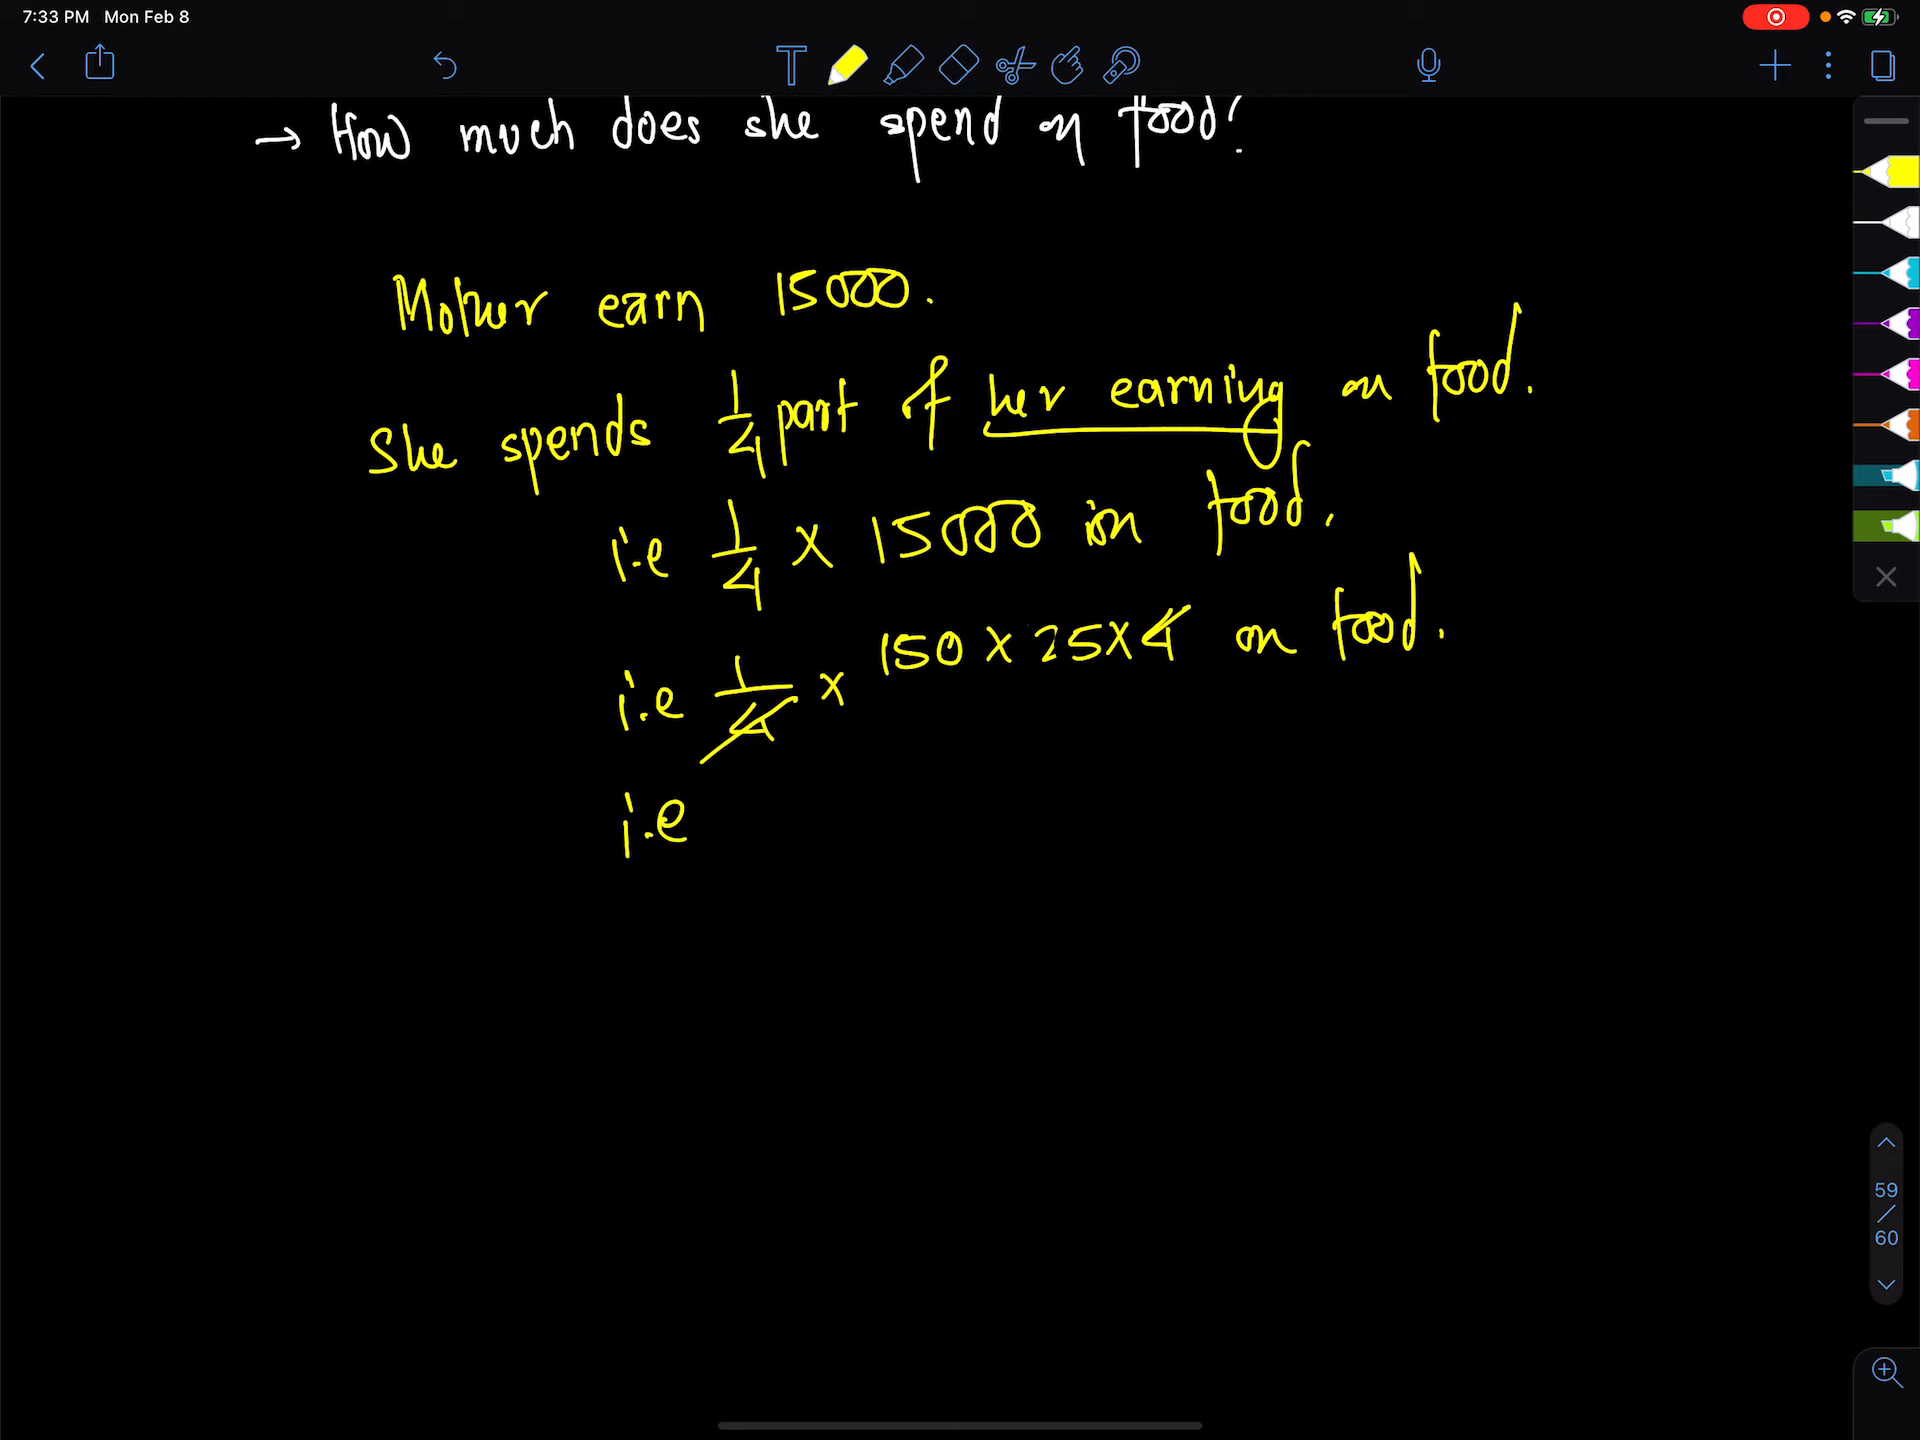 7:33 PM Mon Feb 8
→ How much does she spend on food?
Mother earn 15000.
She spends 1/4 part of her earning on food.
i.e 1/4 × 15000 in food.
i.e 1/4 × 150 × 25 × 4 on food.
i.e
59
/
60